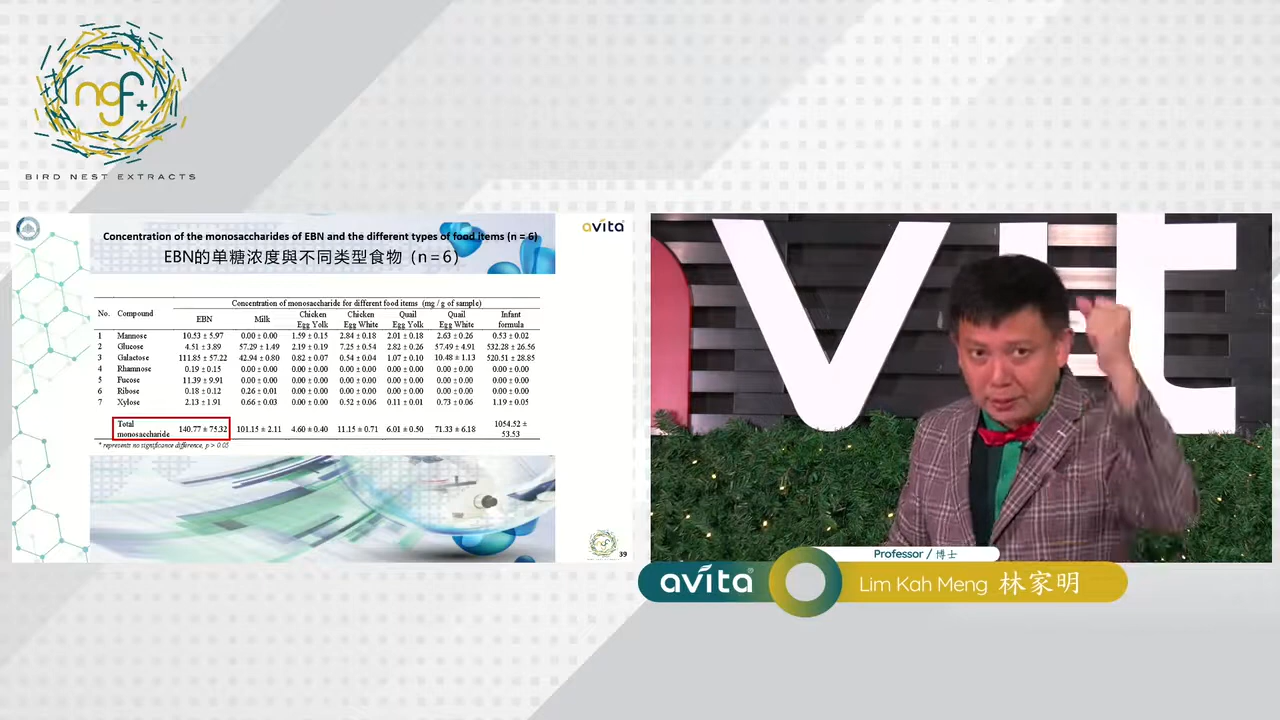 ngf+
BIRD NEST EXTRACTS
avita
Concentration of the monosaccharides of EBN and the different types of food items (n = 6)
EBN的单糖浓度與不同类型食物 (n = 6)
Concentration of monosaccharide for different food items (mg / g of sample)
No. Compound EBN Milk Chicken Egg Yolk Chicken Egg White Quail Egg Yolk Quail Egg White Infant formula
1 Mannose 10.53 ± 5.97 0.00 ± 0.00 1.59 ± 0.15 2.84 ± 0.18 2.01 ± 0.18 2.63 ± 0.26 0.53 ± 0.02
2 Glucose 4.51 ± 3.89 57.29 ± 1.49 2.19 ± 0.19 7.25 ± 0.54 2.82 ± 0.26 57.49 ± 4.91 532.28 ± 26.56
3 Galactose 111.85 ± 57.22 42.94 ± 0.80 0.82 ± 0.07 0.54 ± 0.04 1.07 ± 0.10 10.48 ± 1.13 520.51 ± 28.85
4 Rhamnose 0.19 ± 0.15 0.00 ± 0.00 0.00 ± 0.00 0.00 ± 0.00 0.00 ± 0.00 0.00 ± 0.00 0.00 ± 0.00
5 Fucose 11.39 ± 9.91 0.00 ± 0.00 0.00 ± 0.00 0.00 ± 0.00 0.00 ± 0.00 0.00 ± 0.00 0.00 ± 0.00
6 Ribose 0.18 ± 0.12 0.26 ± 0.01 0.00 ± 0.00 0.00 ± 0.00 0.00 ± 0.00 0.00 ± 0.00 0.00 ± 0.00
7 Xylose 2.13 ± 1.91 0.66 ± 0.03 0.00 ± 0.00 0.52 ± 0.06 0.11 ± 0.01 0.73 ± 0.06 1.19 ± 0.05
Total monosaccharide 140.77 ± 75.32 101.15 ± 2.11 4.60 ± 0.40 11.15 ± 0.71 6.01 ± 0.50 71.33 ± 6.18 1054.52 ± 53.53
* represents no significance difference, p > 0.05
39
Professor / 博士
avita®
Lim Kah Meng 林家明